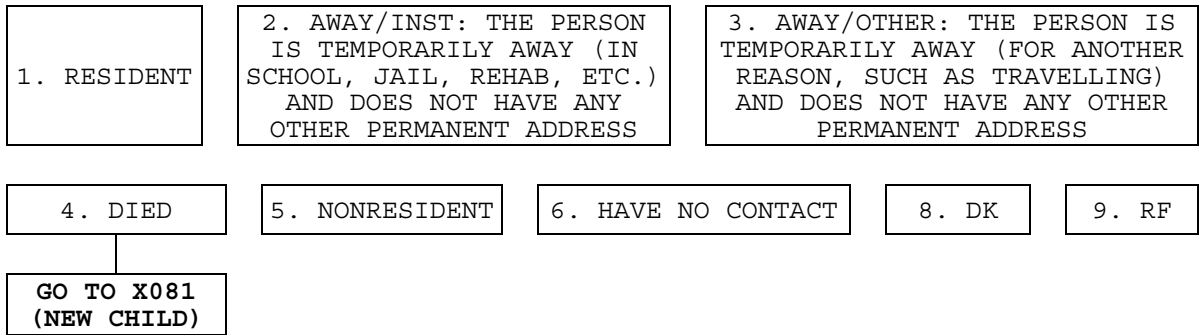 1. RESIDENT
2. AWAY/INST: THE PERSON
IS TEMPORARILY AWAY (IN
SCHOOL, JAIL, REHAB, ETC.)
AND DOES NOT HAVE ANY
OTHER PERMANENT ADDRESS
3. AWAY/OTHER: THE PERSON IS
TEMPORARILY AWAY (FOR ANOTHER
REASON, SUCH AS TRAVELLING)
AND DOES NOT HAVE ANY OTHER
PERMANENT ADDRESS
4. DIED
5. NONRESIDENT
6. HAVE NO CONTACT
8. DK
9. RF
GO TO X081
(NEW CHILD)